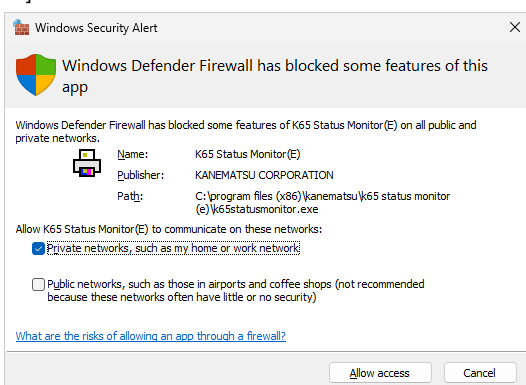 Windows Security Alert
Windows Defender Firewall has blocked some features of this
app
Windows Defender Firewall has blocked some features of K65 Status Monitor(E) on all public and
private networks.
Name: K65 Status Monitor(E)
Publisher: KANEMATSU CORPORATION
Path: C:\program files (x86)\kanematsu\k65 status monitor
(e)\k65statusmonitor.exe
Allow K65 Status Monitor(E) to communicate on these networks:
Private networks, such as my home or work network
Public networks, such as those in airports and coffee shops (not recommended
because these networks often have little or no security)
What are the risks of allowing an app through a firewall?
Allow access Cancel